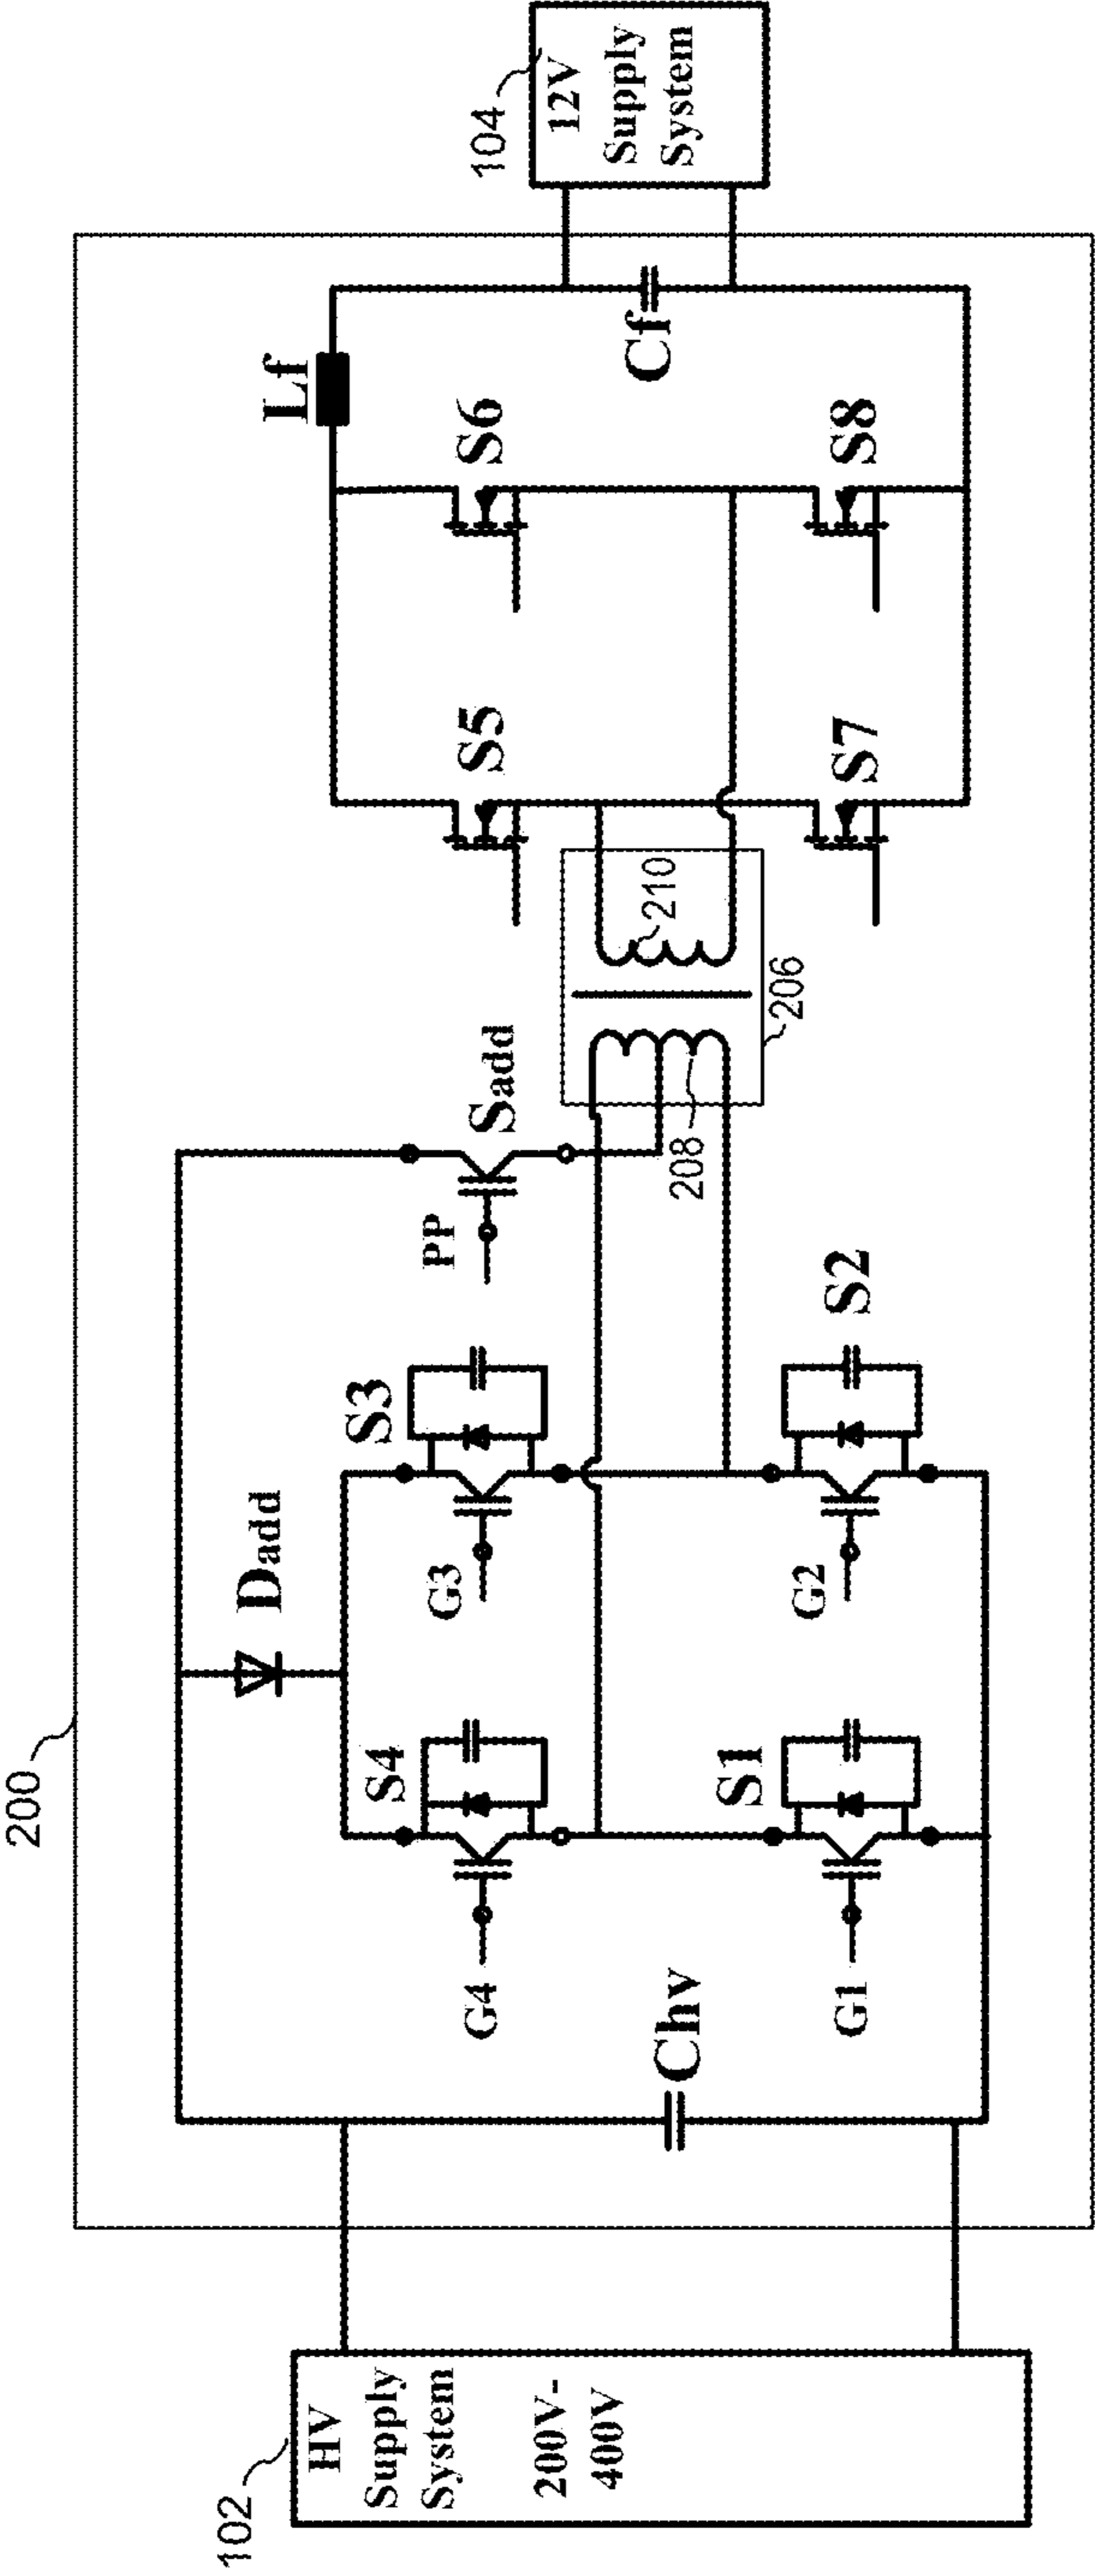 200
102
HV
Supply
System
200V-
400V
Chv
Dadd
S4
G4
S3
G3
S1
G1
S2
G2
PP
Sadd
208
206
210
S5
S6
S7
S8
Lf
Cf
104
12V
Supply
System